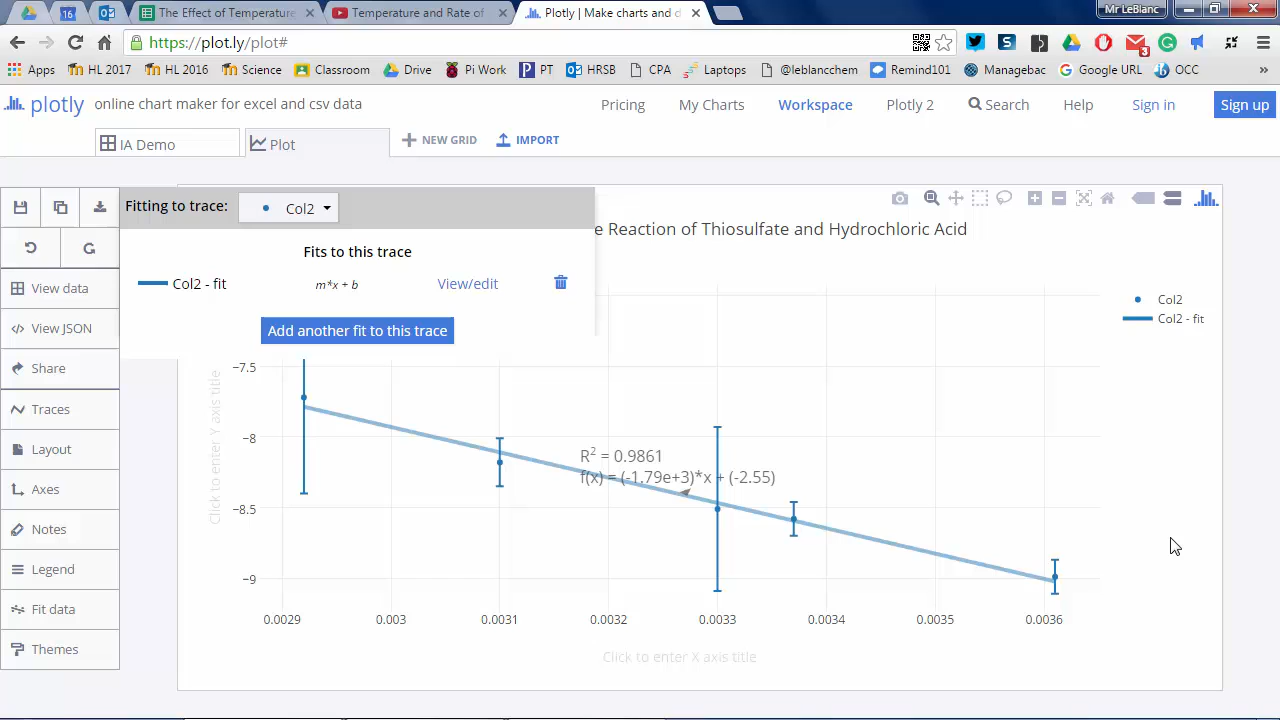 The Effect of Temperature
Temperature and Rate of
Plotly | Make charts and d
Mr LeBlanc
https://plot.ly/plot#
Apps
HL 2017
HL 2016
Science
Classroom
Drive
Pi Work
PT
HRSB
CPA
Laptops
@leblancchem
Remind101
Managebac
Google URL
OCC
»
plotly
online chart maker for excel and csv data
Pricing
My Charts
Workspace
Plotly 2
Search
Help
Sign in
Sign up
IA Demo
Plot
NEW GRID
IMPORT
Fitting to trace:
Col2
e Reaction of Thiosulfate and Hydrochloric Acid
Fits to this trace
Col2 - fit
m*x + b
View/edit
Add another fit to this trace
View data
View JSON
Share
Traces
Layout
Axes
Notes
Legend
Fit data
Themes
Col2
Col2 - fit
Click to enter Y axis title
−7.5
−8
−8.5
−9
R² = 0.9861
f(x) = (-1.79e+3)*x + (-2.55)
0.0029
0.003
0.0031
0.0032
0.0033
0.0034
0.0035
0.0036
Click to enter X axis title